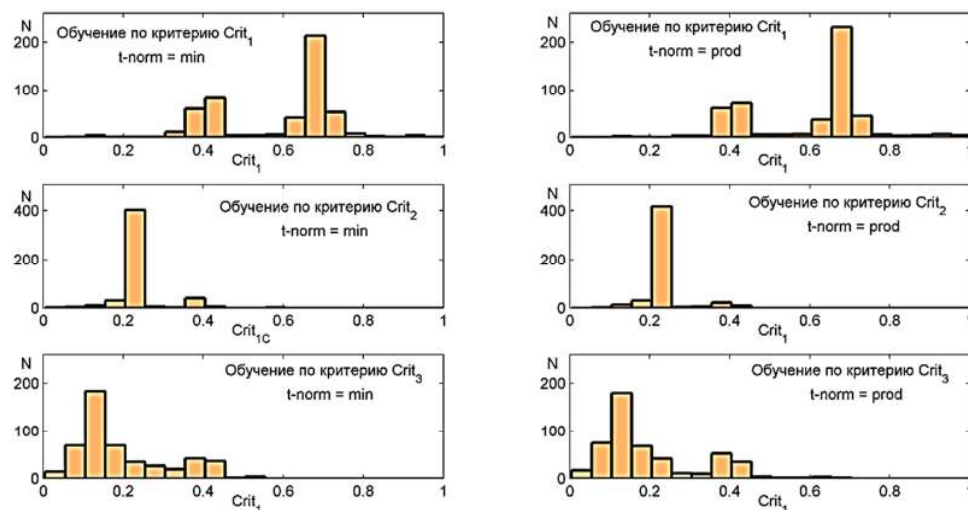 N
Обучение по критерию Crit₁
t-norm = min
200
100
0
0 0.2 0.4 0.6 0.8 1
Crit₁
N
Обучение по критерию Crit₁
t-norm = prod
200
100
0
0 0.2 0.4 0.6 0.8 1
Crit₁
N
Обучение по критерию Crit₂
t-norm = min
400
200
0
0 0.2 0.4 0.6 0.8 1
Crit₁C
N
Обучение по критерию Crit₂
t-norm = prod
400
200
0
0 0.2 0.4 0.6 0.8 1
Crit₁
N
Обучение по критерию Crit₃
t-norm = min
200
100
0
0 0.2 0.4 0.6 0.8 1
Crit₁
N
Обучение по критерию Crit₃
t-norm = prod
200
100
0
0 0.2 0.4 0.6 0.8 1
Crit₁